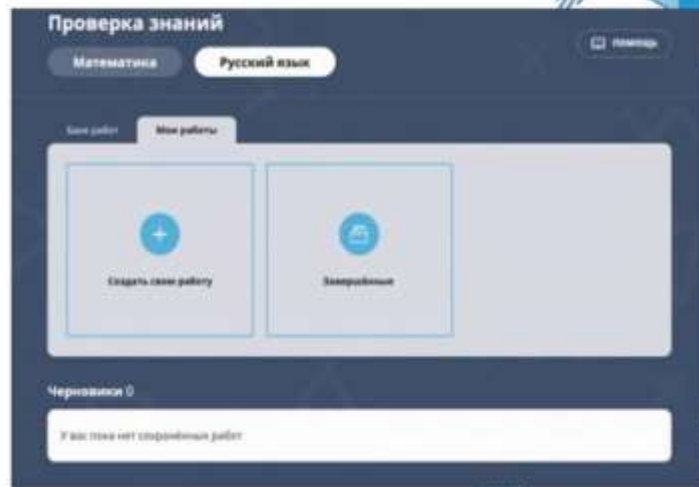 Проверка знаний
помощь
Математика
Русский язык
Банк работ
Мои работы
Создать свою работу
Завершённые
Черновики 0
У вас пока нет сохранённых работ